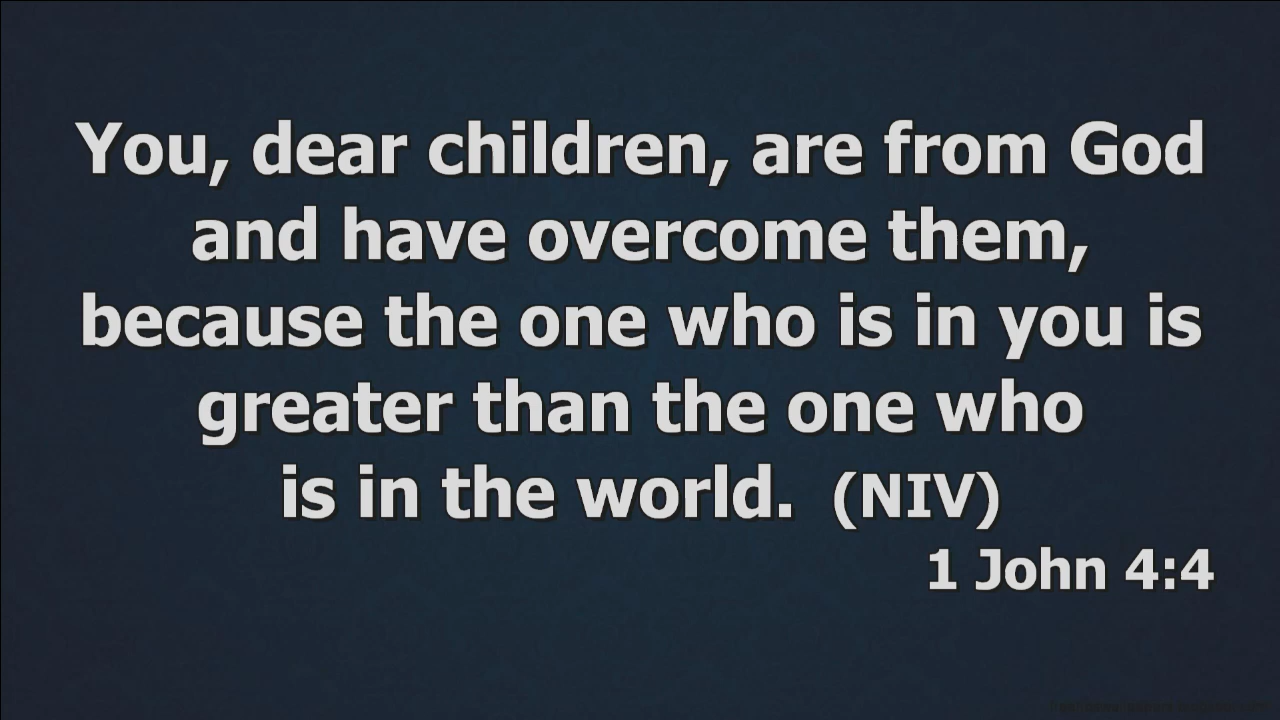 You, dear children, are from God
and have overcome them,
because the one who is in you is
greater than the one who
is in the world. (NIV)
1 John 4:4